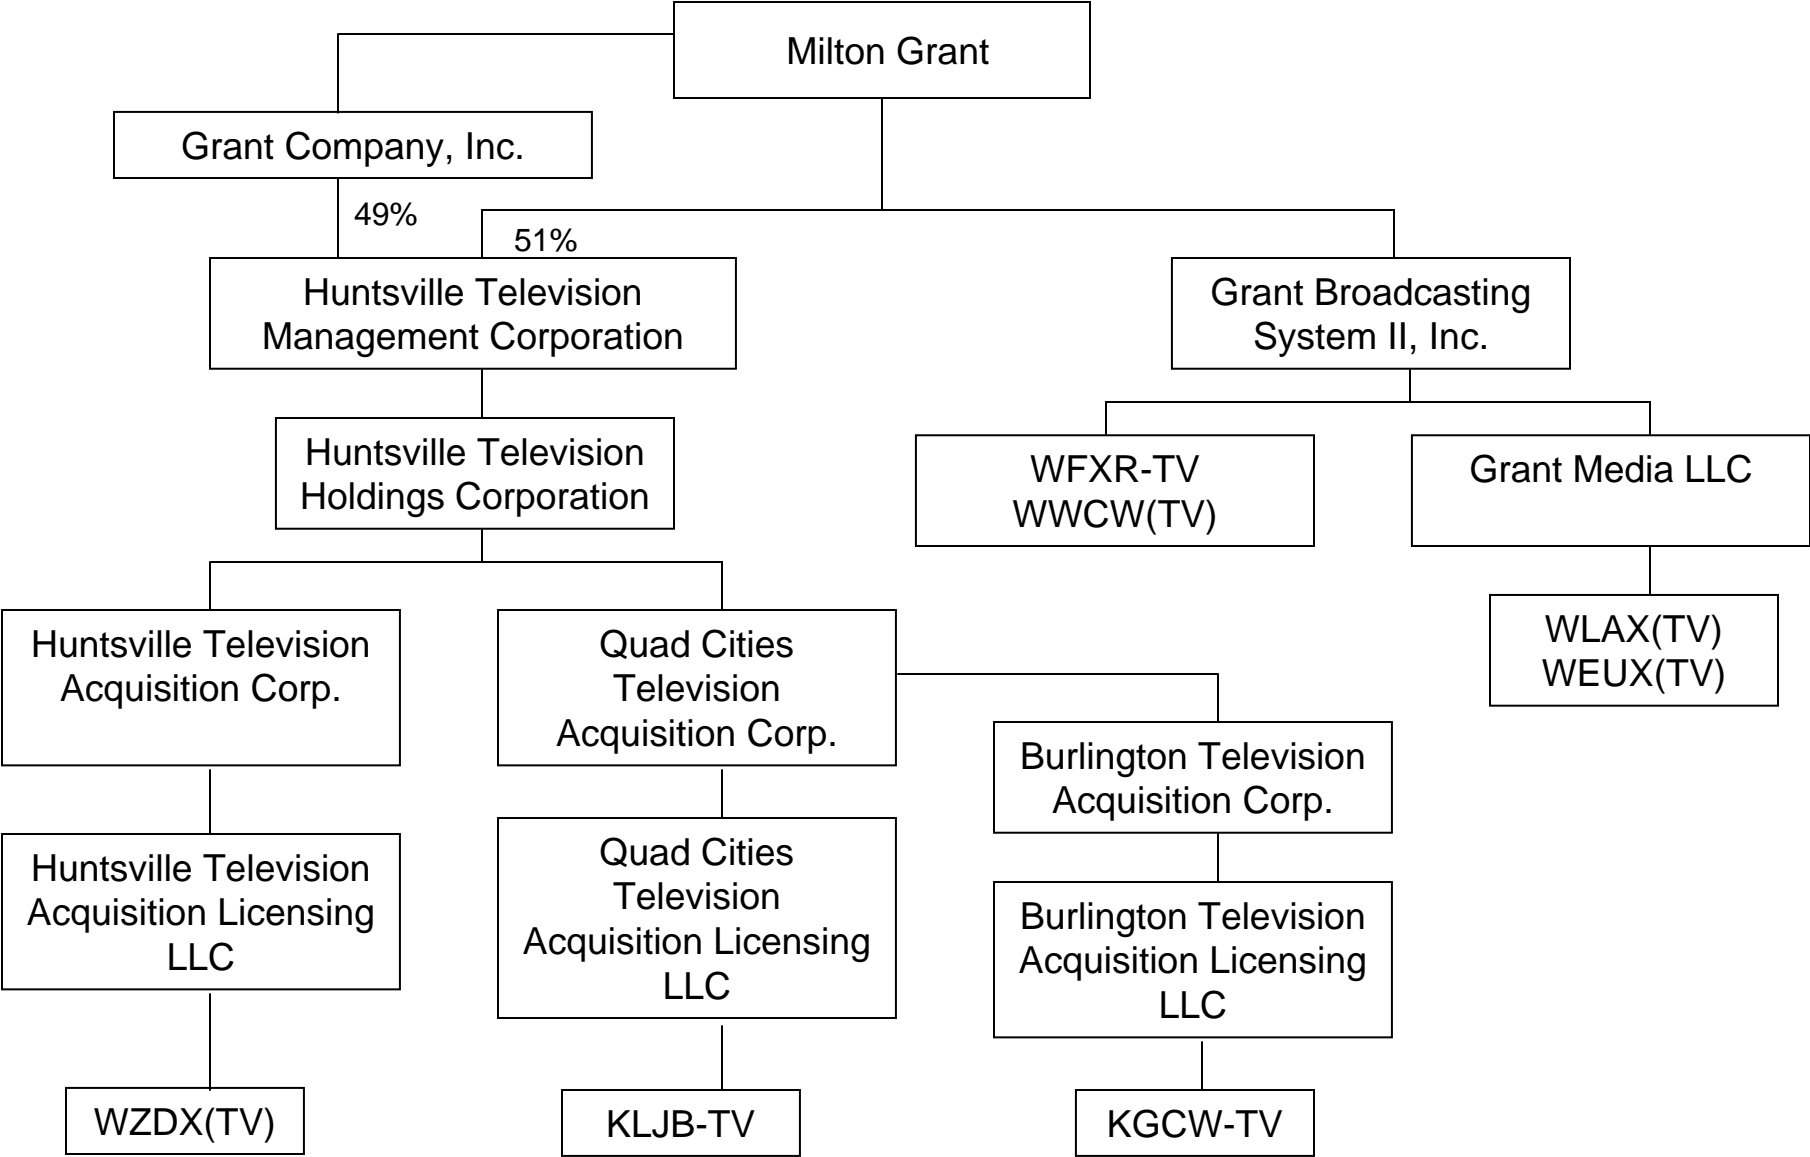 Milton Grant
Grant Company, Inc.
49%
51%
Huntsville Television
Management Corporation
Grant Broadcasting
System II, Inc.
Huntsville Television
Holdings Corporation
WFXR-TV
WWCW(TV)
Grant Media LLC
WLAX(TV)
WEUX(TV)
Huntsville Television
Acquisition Corp.
Quad Cities
Television
Acquisition Corp.
Burlington Television
Acquisition Corp.
Huntsville Television
Acquisition Licensing
LLC
Quad Cities
Television
Acquisition Licensing
LLC
Burlington Television
Acquisition Licensing
LLC
WZDX(TV)
KLJB-TV
KGCW-TV